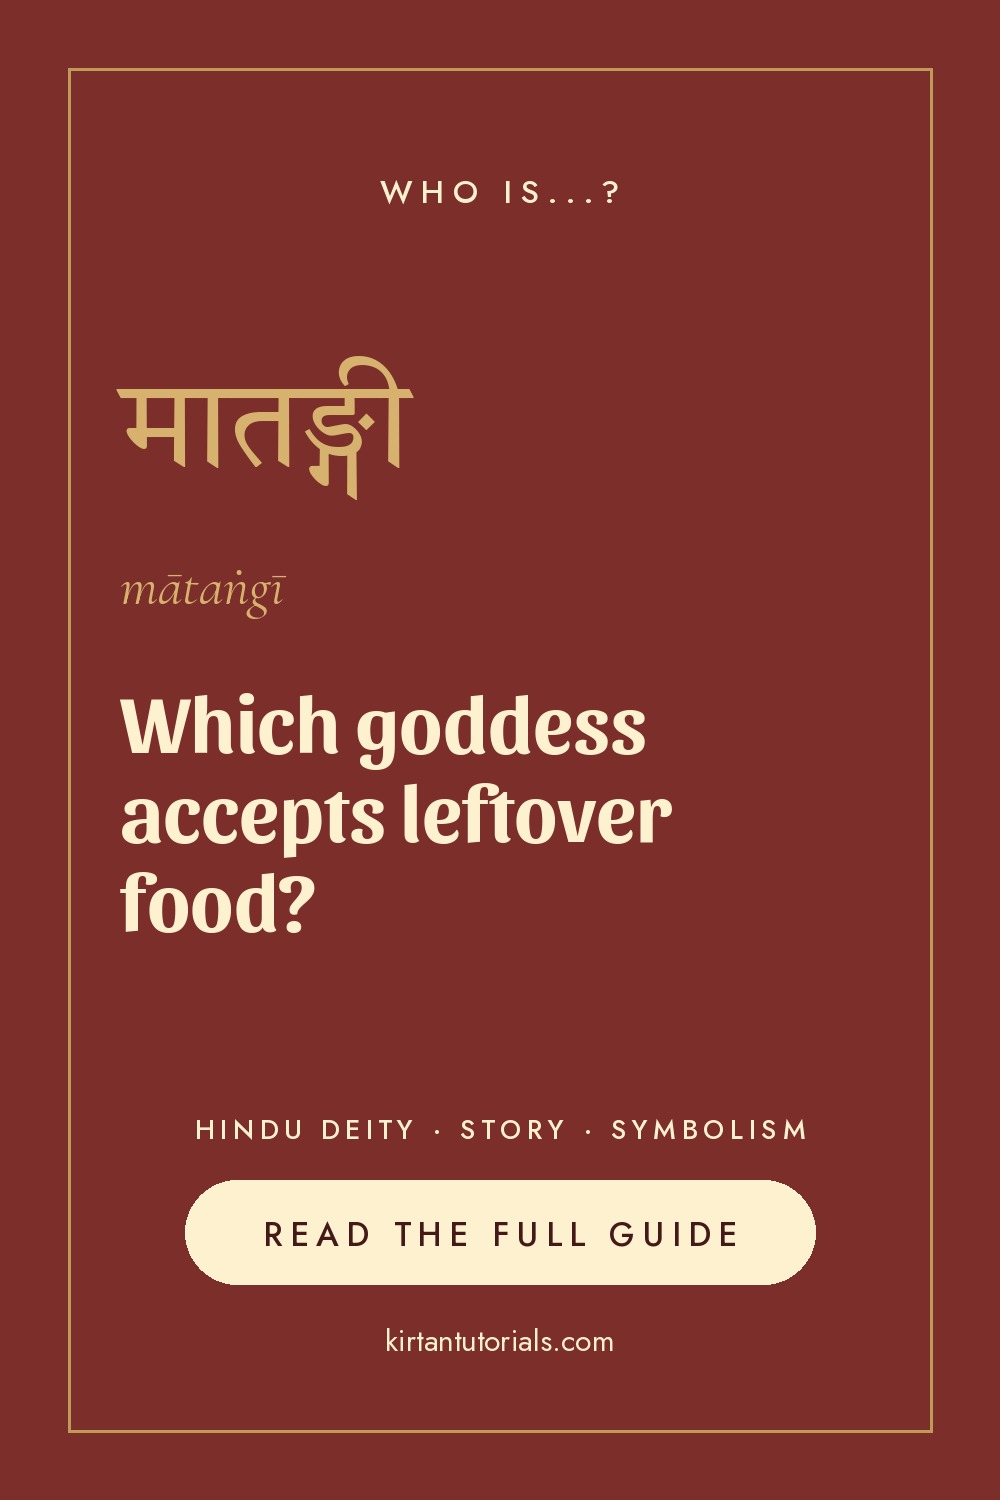 WHO IS...?
मातङ्गी
mātaṅgī
Which goddess
accepts leftover
food?
HINDU DEITY · STORY · SYMBOLISM
READ THE FULL GUIDE
kirtantutorials.com